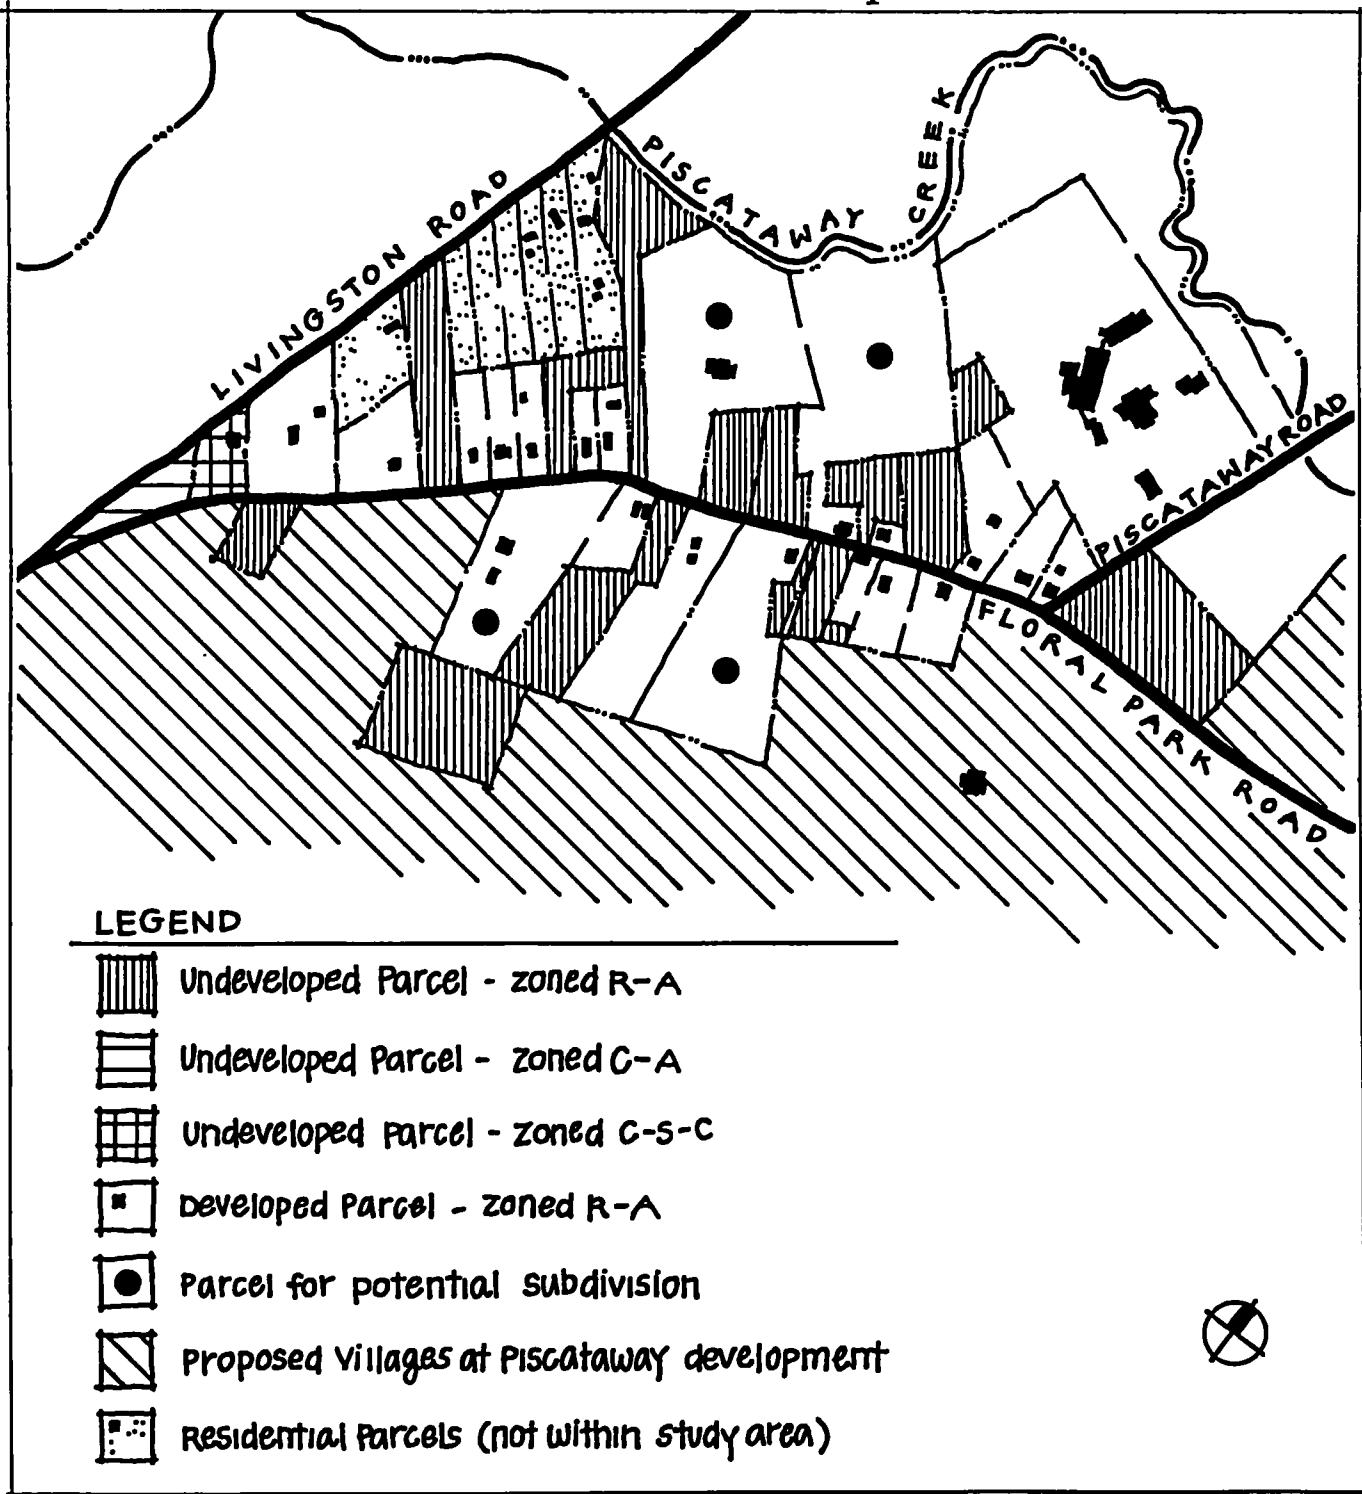 LIVINGSTON ROAD
PISCATAWAY CREEK
PISCATAWAY ROAD
FLORAL PARK ROAD
LEGEND
Undeveloped Parcel - zoned R-A
Undeveloped Parcel - zoned C-A
Undeveloped Parcel - zoned C-S-C
Developed Parcel - zoned R-A
Parcel for potential subdivision
Proposed Villages at Piscataway development
Residential Parcels (not within study area)